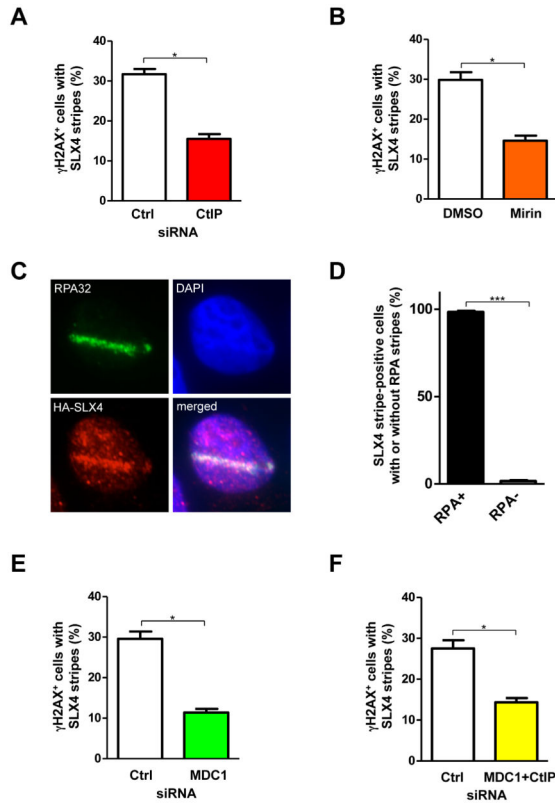 A
γH2AX⁺ cells with
SLX4 stripes (%)
40
30
20
10
0
*
Ctrl
CtIP
siRNA
B
γH2AX⁺ cells with
SLX4 stripes (%)
40
30
20
10
0
*
DMSO
Mirin
C
RPA32
DAPI
HA-SLX4
merged
D
SLX4 stripe-positive cells
with or without RPA stripes (%)
100
50
0
***
RPA+
RPA-
E
γH2AX⁺ cells with
SLX4 stripes (%)
40
30
20
10
0
*
Ctrl
MDC1
siRNA
F
γH2AX⁺ cells with
SLX4 stripes (%)
40
30
20
10
0
*
Ctrl
MDC1+CtIP
siRNA